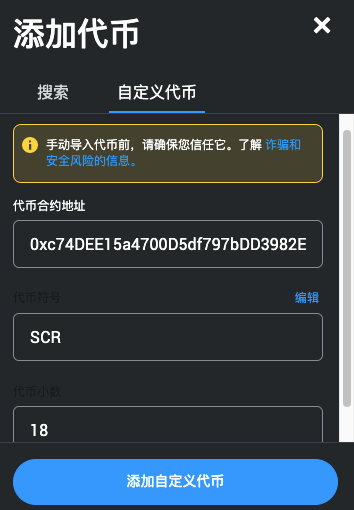 添加代币
搜索 自定义代币
手动导入代币前，请确保您信任它。了解 诈骗和
安全风险的信息。
代币合约地址
0xc74DEE15a4700D5df797bDD3982E
代币符号 编辑
SCR
代币小数
18
添加自定义代币